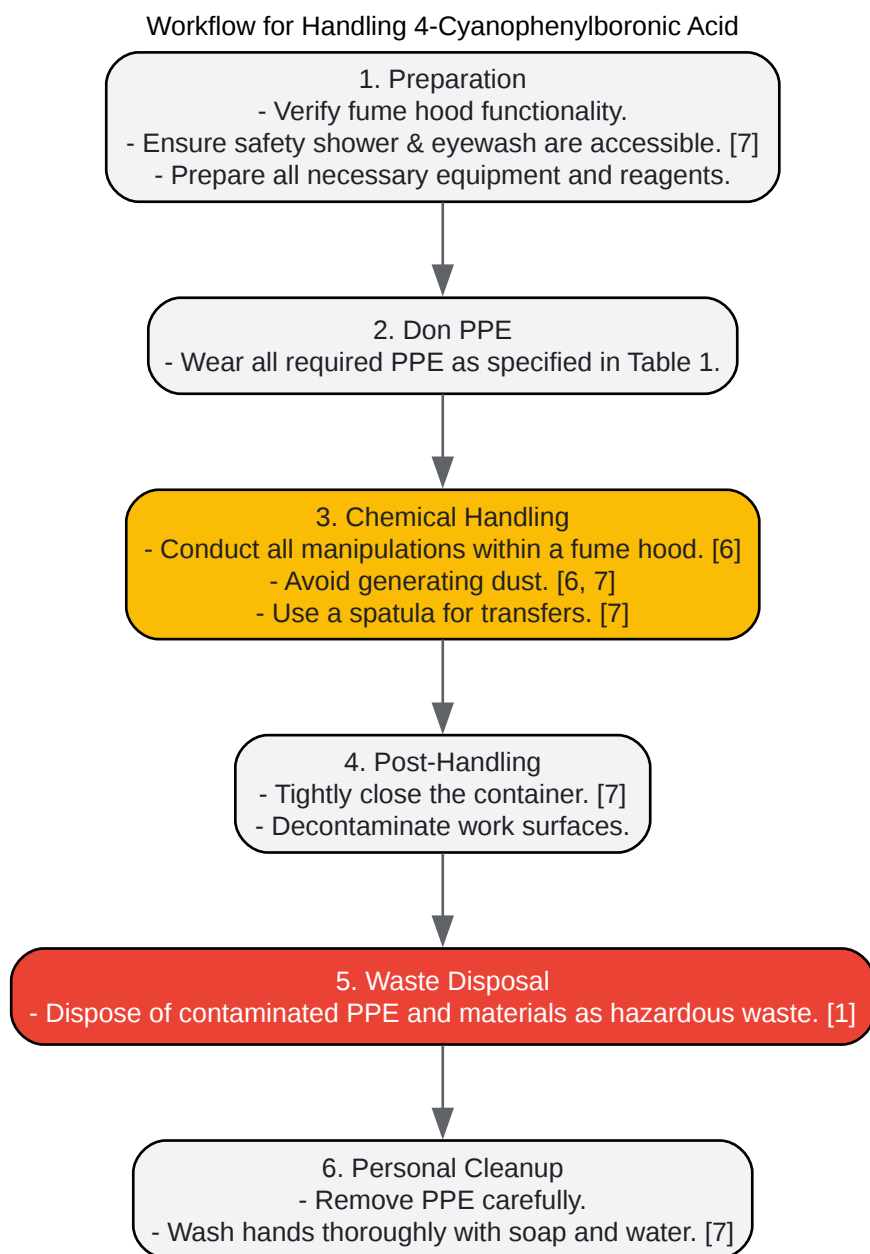 Workflow for Handling 4-Cyanophenylboronic Acid
1. Preparation
- Verify fume hood functionality.
- Ensure safety shower & eyewash are accessible. [7]
- Prepare all necessary equipment and reagents.
2. Don PPE
- Wear all required PPE as specified in Table 1.
3. Chemical Handling
- Conduct all manipulations within a fume hood. [6]
- Avoid generating dust. [6, 7]
- Use a spatula for transfers. [7]
4. Post-Handling
- Tightly close the container. [7]
- Decontaminate work surfaces.
5. Waste Disposal
- Dispose of contaminated PPE and materials as hazardous waste. [1]
6. Personal Cleanup
- Remove PPE carefully.
- Wash hands thoroughly with soap and water. [7]